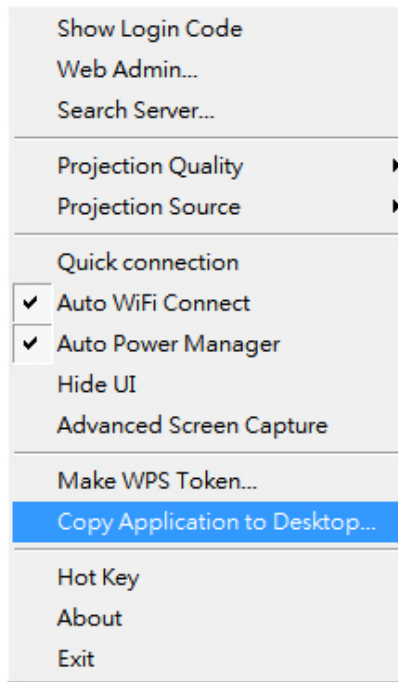 Show Login Code
Web Admin...
Search Server...
Projection Quality
Projection Source
Quick connection
Auto WiFi Connect
Auto Power Manager
Hide UI
Advanced Screen Capture
Make WPS Token...
Copy Application to Desktop...
Hot Key
About
Exit